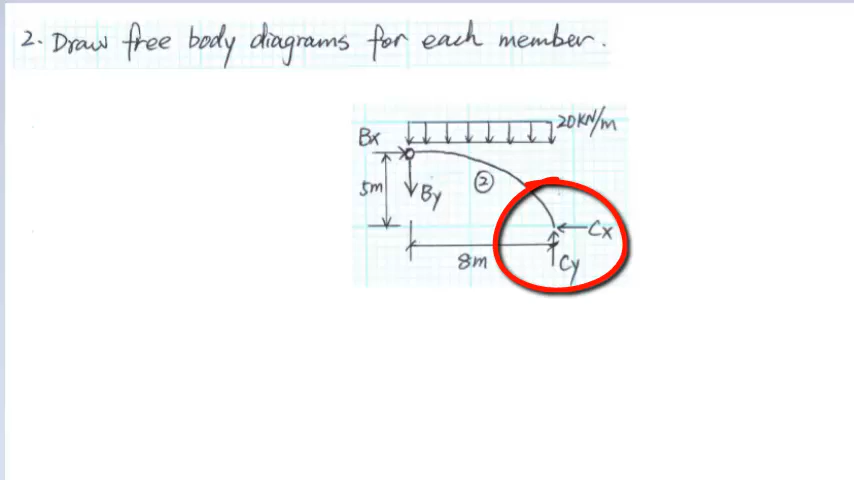 2. Draw free body diagrams for each member.
20KN/m
Bx
5m
②
By
Cx
8m
Cy